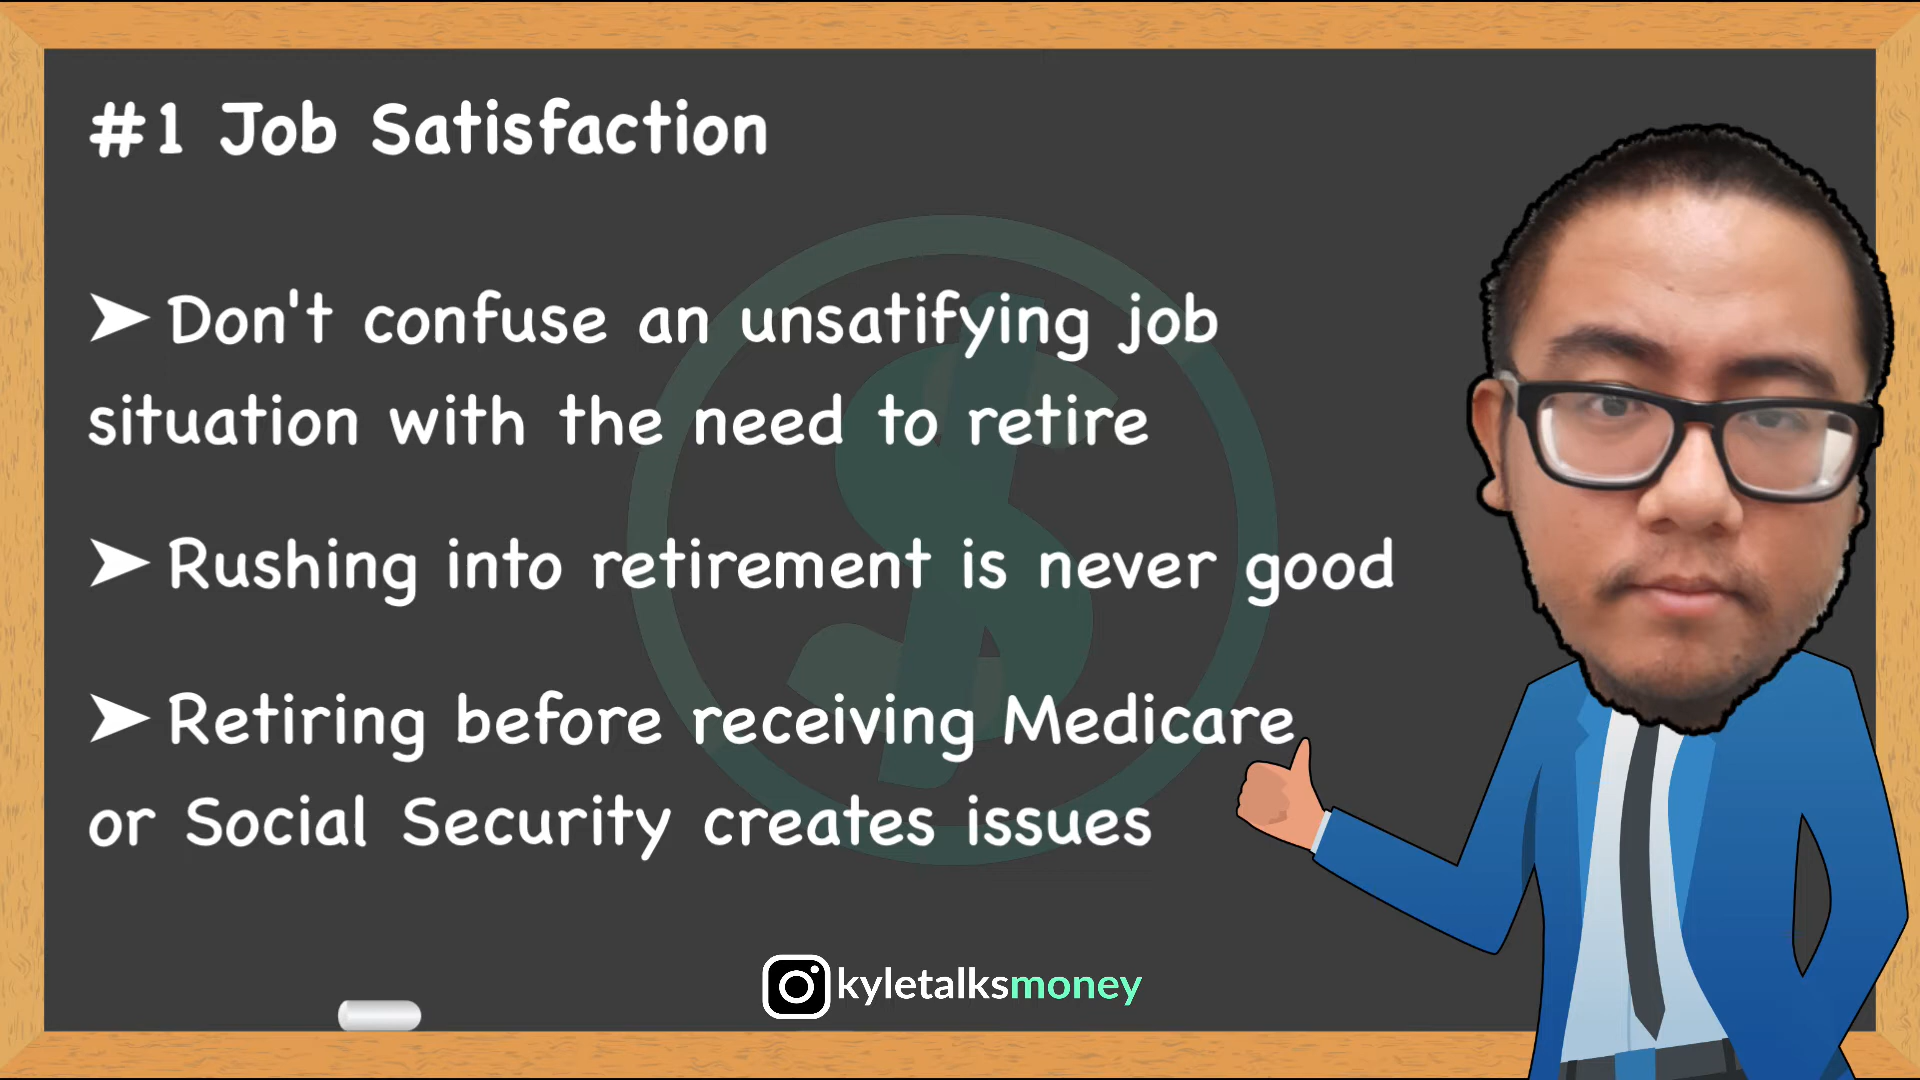 #1 Job Satisfaction
➤ Don't confuse an unsatifying job
situation with the need to retire
➤ Rushing into retirement is never good
➤ Retiring before receiving Medicare
or Social Security creates issues
kyletalksmoney